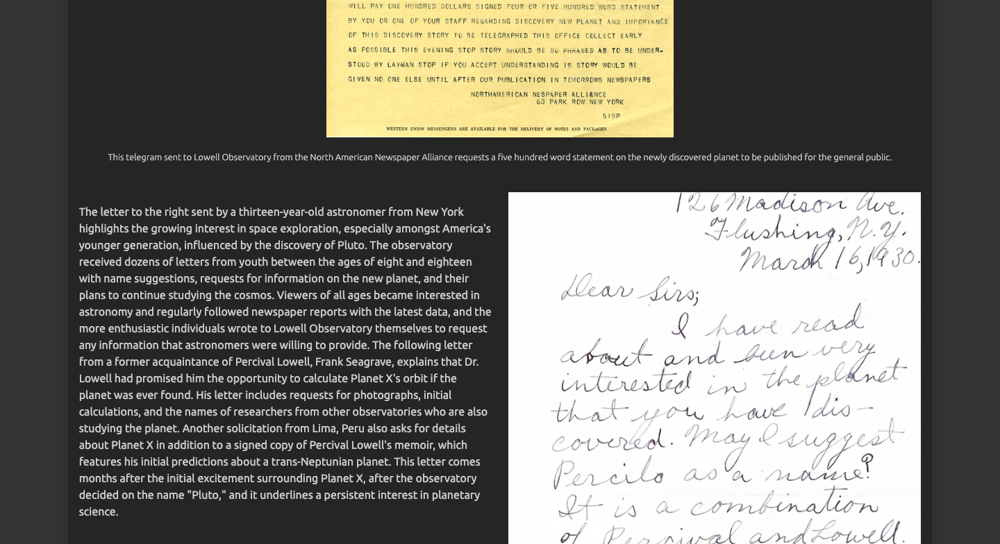 WILL PAY ONE HUNDRED DOLLARS SIGNED FOUR OR FIVE HUNDRED WORD STATEMENT
BY YOU OR ONE OF YOUR STAFF REGARDING DISCOVERY NEW PLANET AND IMPORTANCE
OF THIS DISCOVERY STORY TO BE TELEGRAPHED THIS OFFICE COLLECT EARLY
AS POSSIBLE THIS EVENING STOP STORY SHOULD BE SO PHRASED AS TO BE UNDER-
STOOD BY LAYMAN STOP IF YOU ACCEPT UNDERSTANDING IS STORY WOULD BE
GIVEN NO ONE ELSE UNTIL AFTER OUR PUBLICATION IN TOMORROWS NEWSPAPERS
NORTHAMERICAN NESPAPER ALLIANCE
63 PARK ROW NEW YORK
519P
WESTERN UNION MESSENGERS ARE AVAILABLE FOR THE DELIVERY OF NOTES AND PACKAGES
This telegram sent to Lowell Observatory from the North American Newspaper Alliance requests a five hundred word statement on the newly discovered planet to be published for the general public.
The letter to the right sent by a thirteen-year-old astronomer from New York
highlights the growing interest in space exploration, especially amongst America's
younger generation, influenced by the discovery of Pluto. The observatory
received dozens of letters from youth between the ages of eight and eighteen
with name suggestions, requests for information on the new planet, and their
plans to continue studying the cosmos. Viewers of all ages became interested in
astronomy and regularly followed newspaper reports with the latest data, and the
more enthusiastic individuals wrote to Lowell Observatory themselves to request
any information that astronomers were willing to provide. The following letter
from a former acquaintance of Percival Lowell, Frank Seagrave, explains that Dr.
Lowell had promised him the opportunity to calculate Planet X's orbit if the
planet was ever found. His letter includes requests for photographs, initial
calculations, and the names of researchers from other observatories who are also
studying the planet. Another solicitation from Lima, Peru also asks for details
about Planet X in addition to a signed copy of Percival Lowell's memoir, which
features his initial predictions about a trans-Neptunian planet. This letter comes
months after the initial excitement surrounding Planet X, after the observatory
decided on the name "Pluto," and it underlines a persistent interest in planetary
science.
126 Madison Ave.
Flushing, N.Y.
March 16, 1930.
Dear Sirs;
I have read
about and been very
interested in the planet
that you have dis-
covered. May I suggest
Percilo as a name?
It is a combination
of Percival and Lowell.